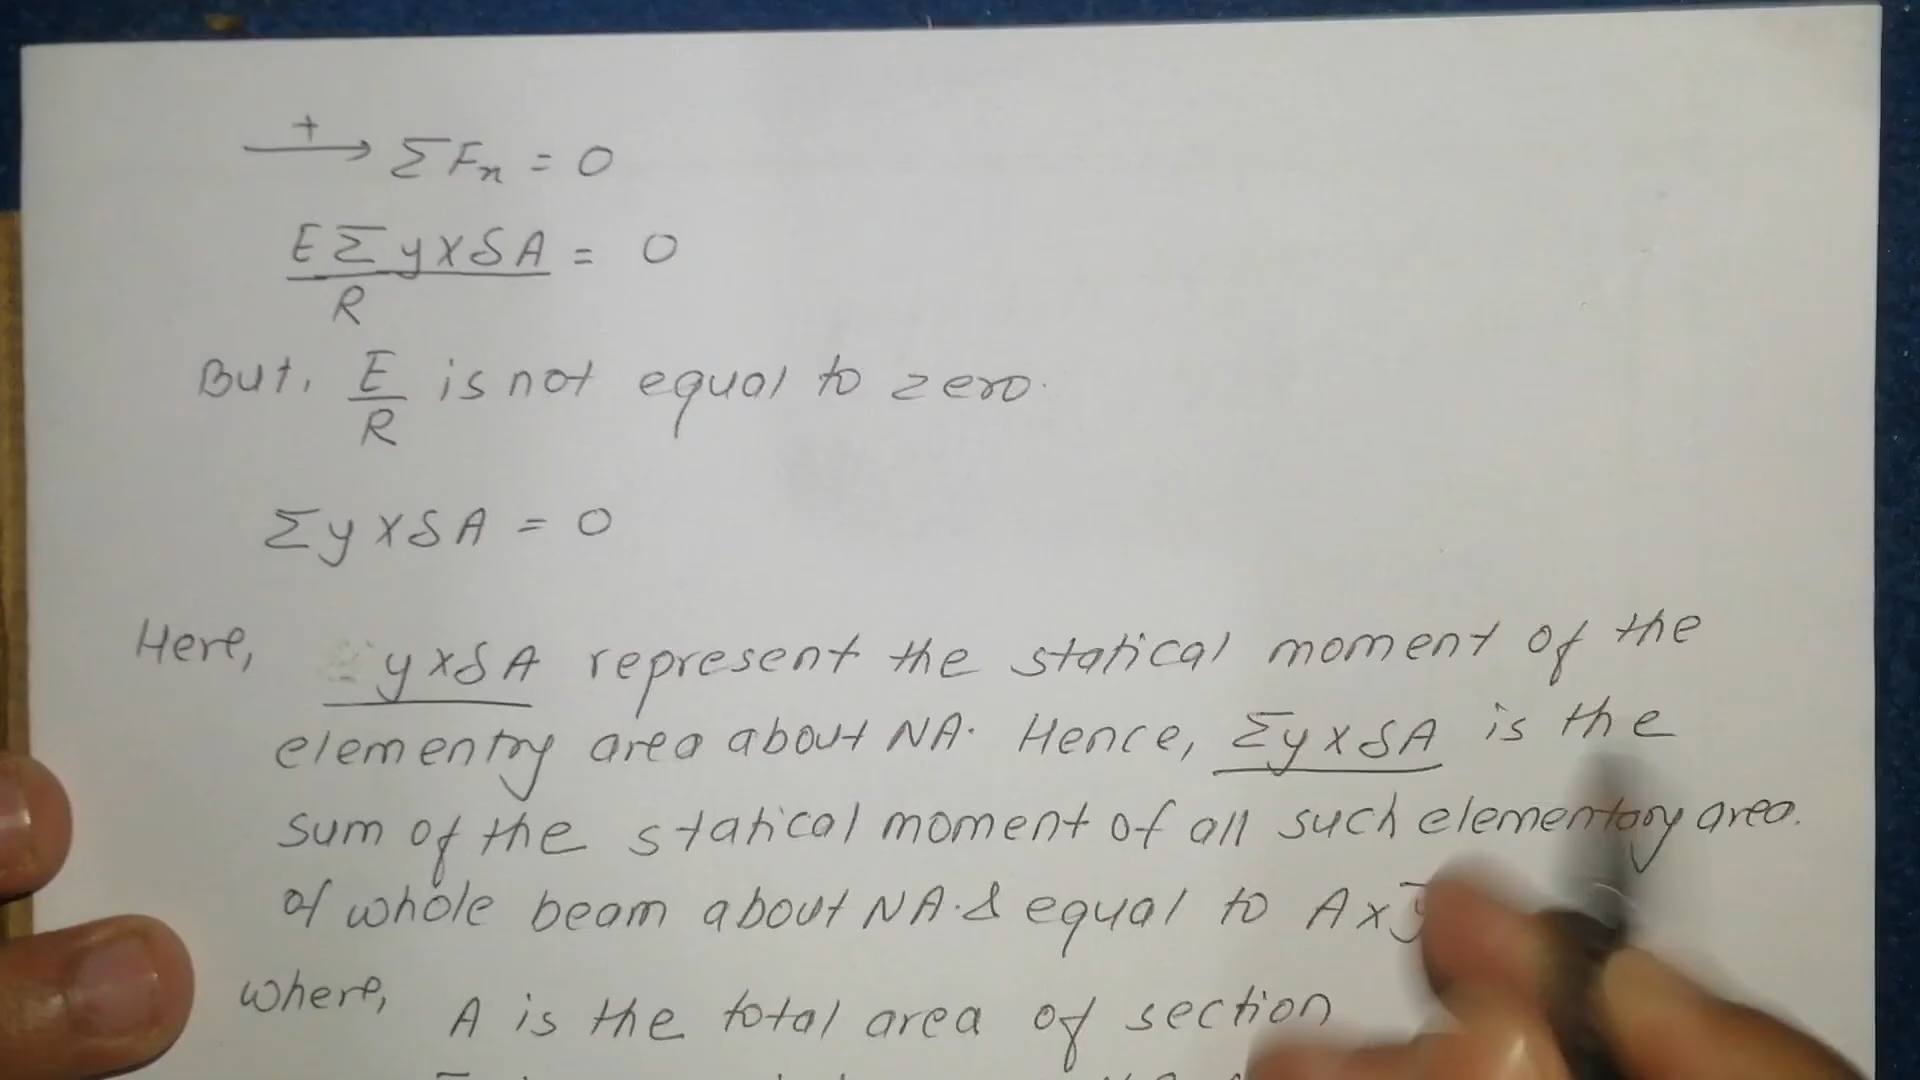 + → ΣFx = 0
EΣy×δA / R = 0
But, E/R is not equal to zero.
Σy×δA = 0
Here, y×δA represent the statical moment of the
elementry area about NA. Hence, Σy×δA is the
sum of the statical moment of all such elementary area.
of whole beam about NA. & equal to A×ȳ
where, A is the total area of section